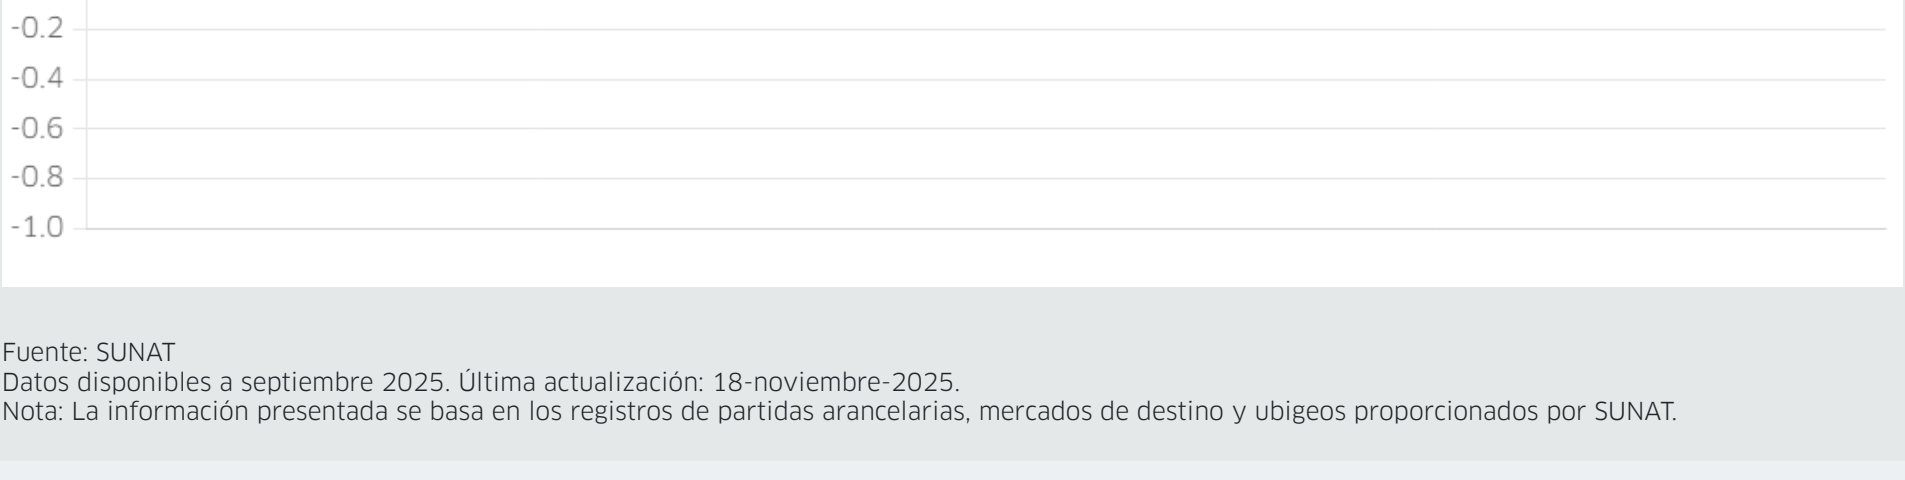 -0.2
-0.4
-0.6
-0.8
-1.0
Fuente: SUNAT
Datos disponibles a septiembre 2025. Última actualización: 18-noviembre-2025.
Nota: La información presentada se basa en los registros de partidas arancelarias, mercados de destino y ubigeos proporcionados por SUNAT.